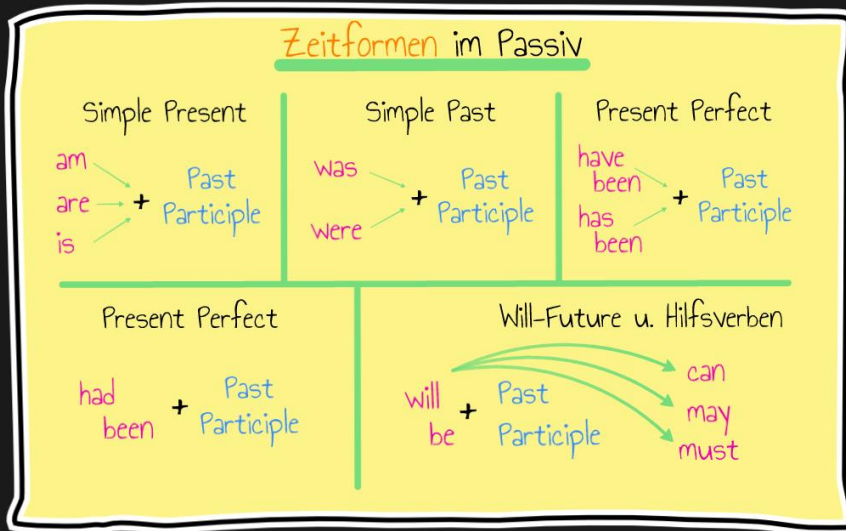 Zeitformen im Passiv
Simple Present
am
are
is
+
Past
Participle
Simple Past
was
were
+
Past
Participle
Present Perfect
have
been
has
been
+
Past
Participle
Present Perfect
had
been
+
Past
Participle
Will-Future u. Hilfsverben
will
be
+
Past
Participle
can
may
must